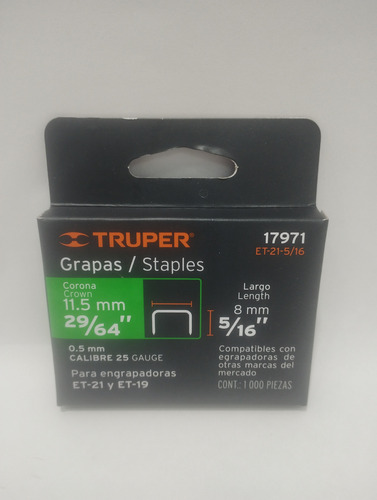 TRUPER®
17971
ET-21-5/16
Grapas / Staples
Corona
Crown
11.5 mm
29/64"
Largo
Length
8 mm
5/16"
0.5 mm
CALIBRE 25 GAUGE
Para engrapadoras
ET-21 y ET-19
Compatibles con
engrapadoras de
otras marcas del
mercado
CONT.: 1 000 PIEZAS